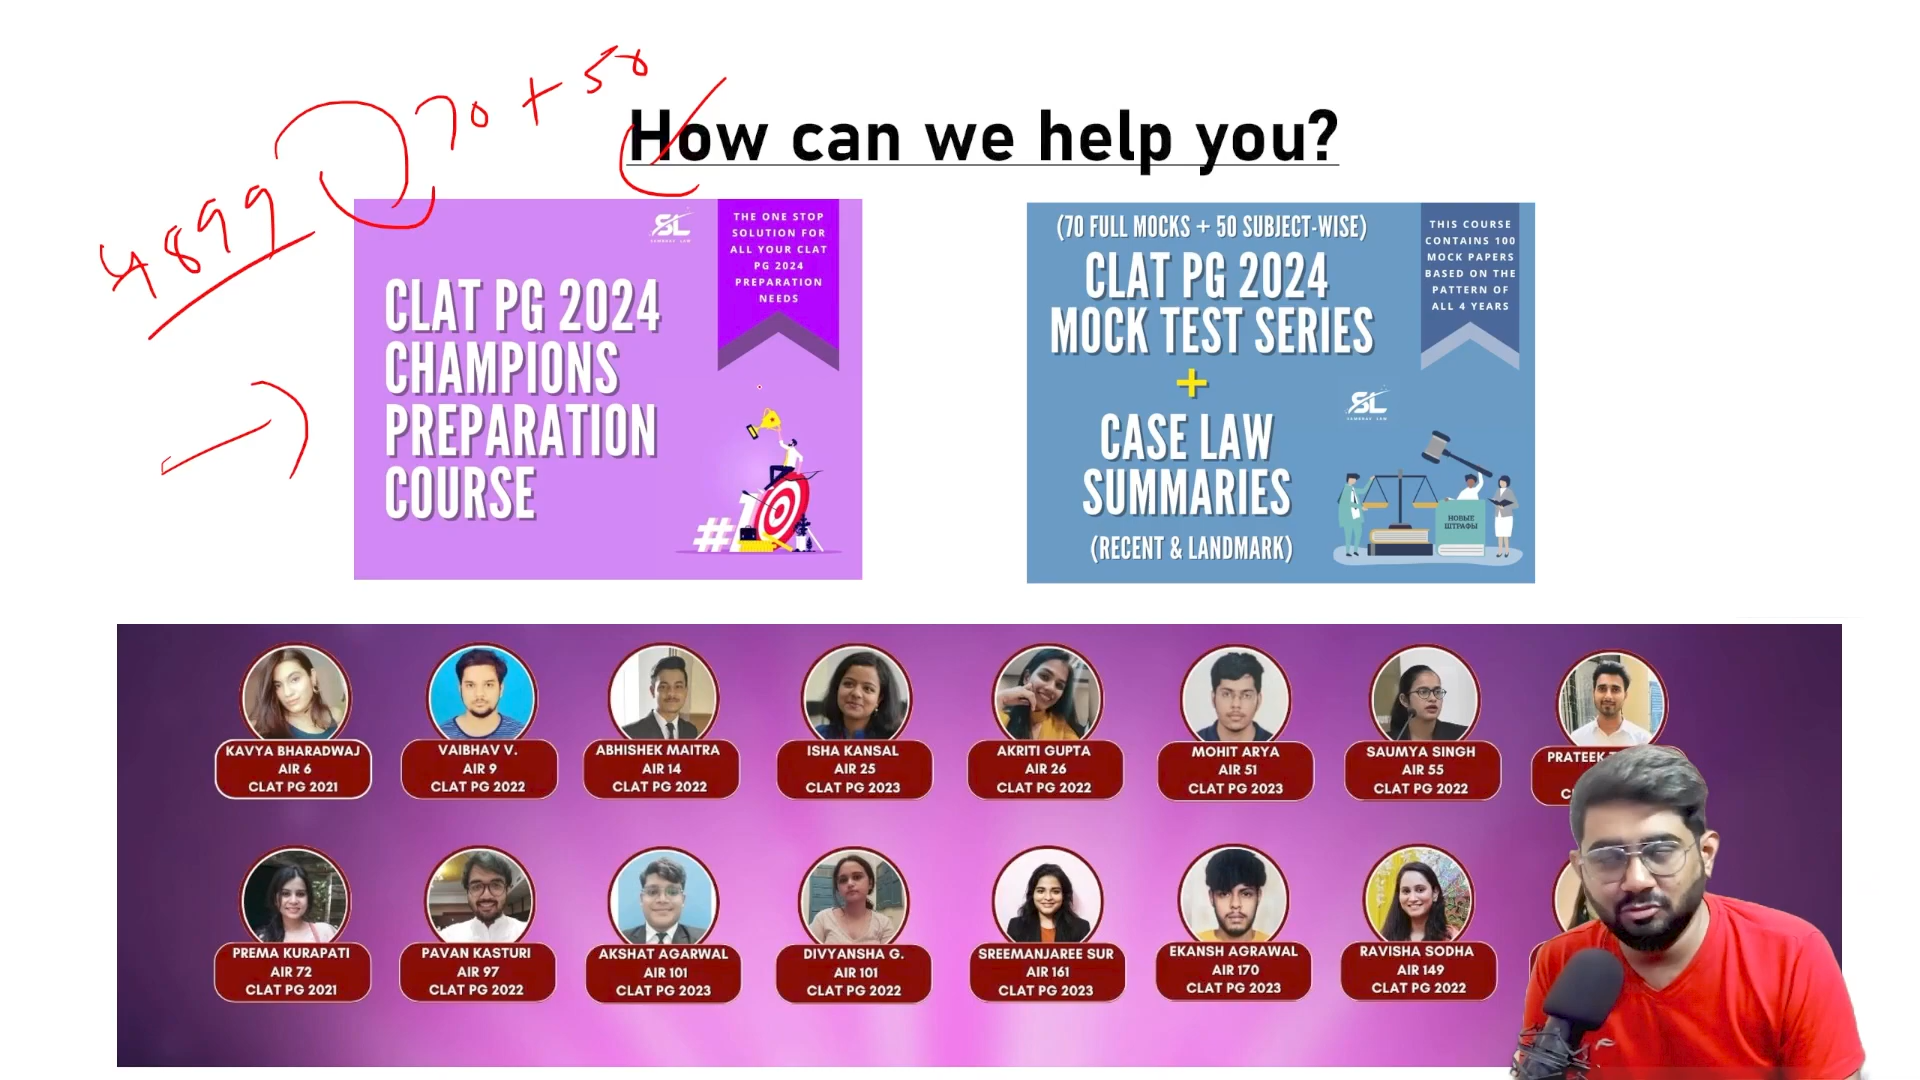 70 + 50
How can we help you?
4899
SL
SAMBRAY LAW
THE ONE STOP
SOLUTION FOR
ALL YOUR CLAT
PG 2024
PREPARATION
NEEDS
CLAT PG 2024
CHAMPIONS
PREPARATION
COURSE
#1
(70 FULL MOCKS + 50 SUBJECT-WISE)
CLAT PG 2024
MOCK TEST SERIES
+
CASE LAW
SUMMARIES
(RECENT & LANDMARK)
THIS COURSE
CONTAINS 100
MOCK PAPERS
BASED ON THE
PATTERN OF
ALL 4 YEARS
SL
НОВЫЕ
ШТРАФЫ
KAVYA BHARADWAJ
AIR 6
CLAT PG 2021
VAIBHAV V.
AIR 9
CLAT PG 2022
ABHISHEK MAITRA
AIR 14
CLAT PG 2022
ISHA KANSAL
AIR 25
CLAT PG 2023
AKRITI GUPTA
AIR 26
CLAT PG 2022
MOHIT ARYA
AIR 51
CLAT PG 2023
SAUMYA SINGH
AIR 55
CLAT PG 2022
PRATEEK
PREMA KURAPATI
AIR 72
CLAT PG 2021
PAVAN KASTURI
AIR 97
CLAT PG 2022
AKSHAT AGARWAL
AIR 101
CLAT PG 2023
DIVYANSHA G.
AIR 101
CLAT PG 2022
SREEMANJAREE SUR
AIR 161
CLAT PG 2023
EKANSH AGRAWAL
AIR 170
CLAT PG 2023
RAVISHA SODHA
AIR 149
CLAT PG 2022